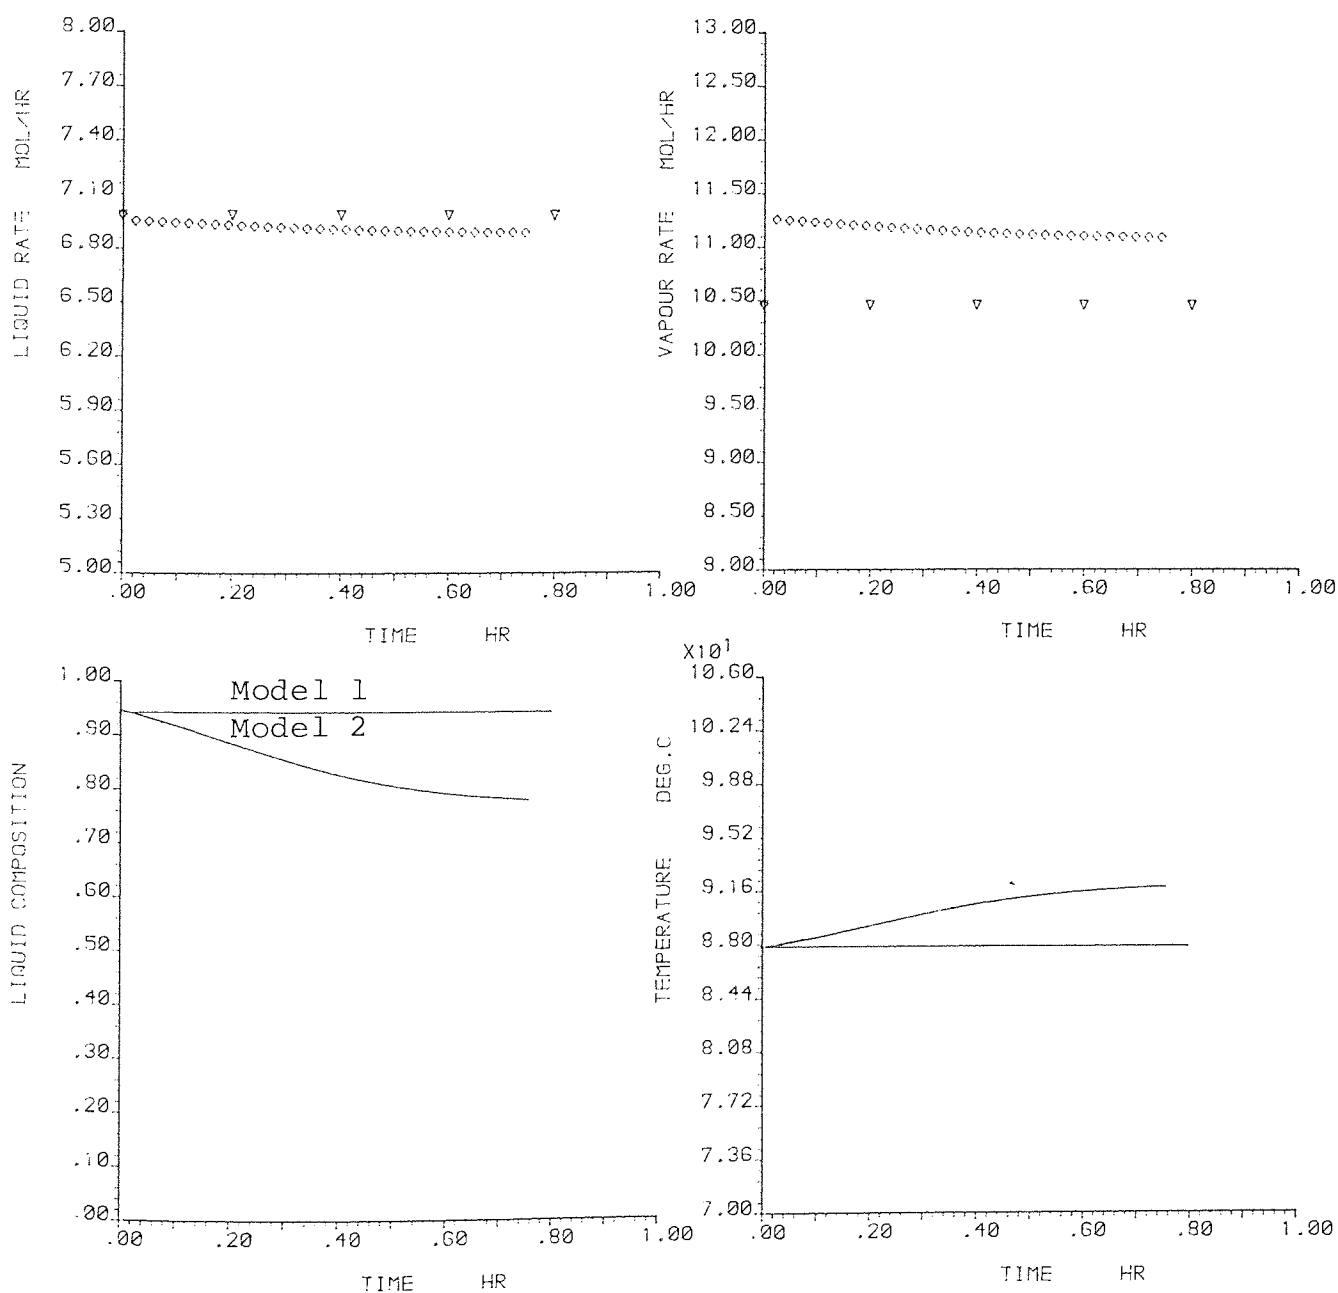 8.00
7.70
7.40
7.10
6.80
6.50
6.20
5.90
5.60
5.30
5.00
LIQUID RATE MOL/HR
.00 .20 .40 .60 .80 1.00
TIME HR
13.00
12.50
12.00
11.50
11.00
10.50
10.00
9.50
9.00
8.50
8.00
VAPOUR RATE MOL/HR
.00 .20 .40 .60 .80 1.00
TIME HR
1.00
.90
.80
.70
.60
.50
.40
.30
.20
.10
.00
LIQUID COMPOSITION
Model 1
Model 2
.00 .20 .40 .60 .80 1.00
TIME HR
X10¹
10.60
10.24
9.88
9.52
9.16
8.80
8.44
8.08
7.72
7.36
7.00
TEMPERATURE DEG.C
.00 .20 .40 .60 .80 1.00
TIME HR